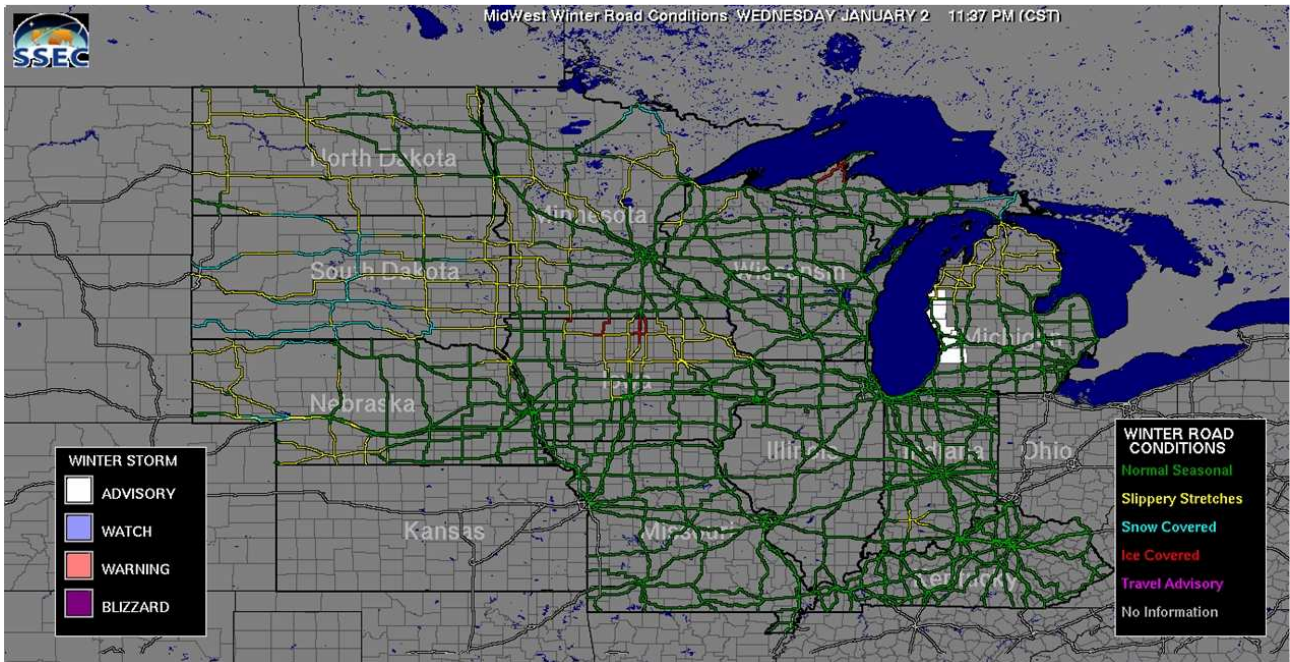 MidWest Winter Road Conditions WEDNESDAY JANUARY 2 11:37 PM (CST)
SSEC
North Dakota
Minnesota
South Dakota
Wisconsin
Michigan
Iowa
Nebraska
Illinois
Indiana
Ohio
Kansas
Missouri
Kentucky
WINTER STORM
ADVISORY
WATCH
WARNING
BLIZZARD
WINTER ROAD
CONDITIONS
Normal Seasonal
Slippery Stretches
Snow Covered
Ice Covered
Travel Advisory
No Information